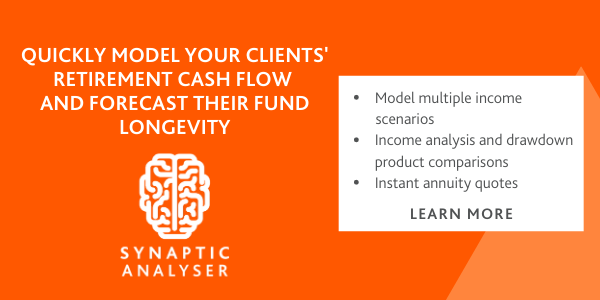 QUICKLY MODEL YOUR CLIENTS'
RETIREMENT CASH FLOW
AND FORECAST THEIR FUND
LONGEVITY
SYNAPTIC
ANALYSER
• Model multiple income
scenarios
• Income analysis and drawdown
product comparisons
• Instant annuity quotes
LEARN MORE